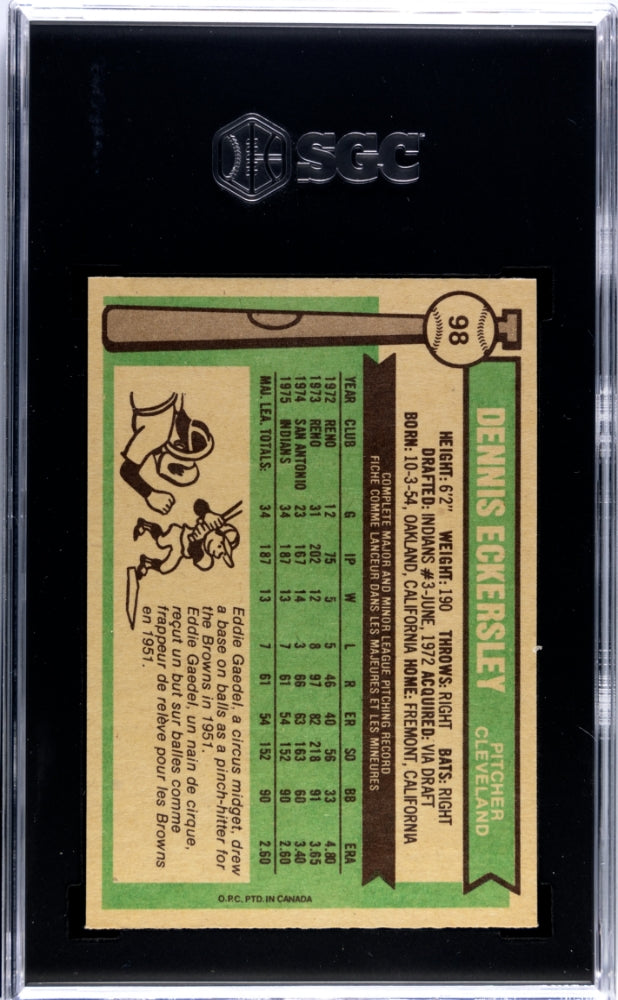 SGC
98
DENNIS ECKERSLEY
PITCHER
CLEVELAND
HEIGHT: 6'2" WEIGHT: 190 THROWS: RIGHT BATS: RIGHT
DRAFTED: INDIANS #3-JUNE, 1972 ACQUIRED: VIA DRAFT
BORN: 10-3-54, OAKLAND, CALIFORNIA HOME: FREMONT, CALIFORNIA
COMPLETE MAJOR AND MINOR LEAGUE PITCHING RECORD
FICHE COMME LANCEUR DANS LES MAJEURES ET LES MINEURES
YEAR CLUB G IP W L R ER SO BB ERA
1972 RENO 12 75 5 5 46 40 56 33 4.80
1973 RENO 31 202 12 8 97 82 218 91 3.65
1974 SAN ANTONIO 23 167 14 3 66 63 163 60 3.40
1975 INDIANS 34 187 13 7 61 54 152 90 2.60
MAJ. LEA. TOTALS: 34 187 13 7 61 54 152 90 2.60
Eddie Gaedel, a circus midget, drew
a base on balls as a pinch-hitter for
the Browns in 1951.
Eddie Gaedel, un nain de cirque,
reçut un but sur balles comme
frappeur de relève pour les Browns
en 1951.
O.P.C. PTD. IN CANADA